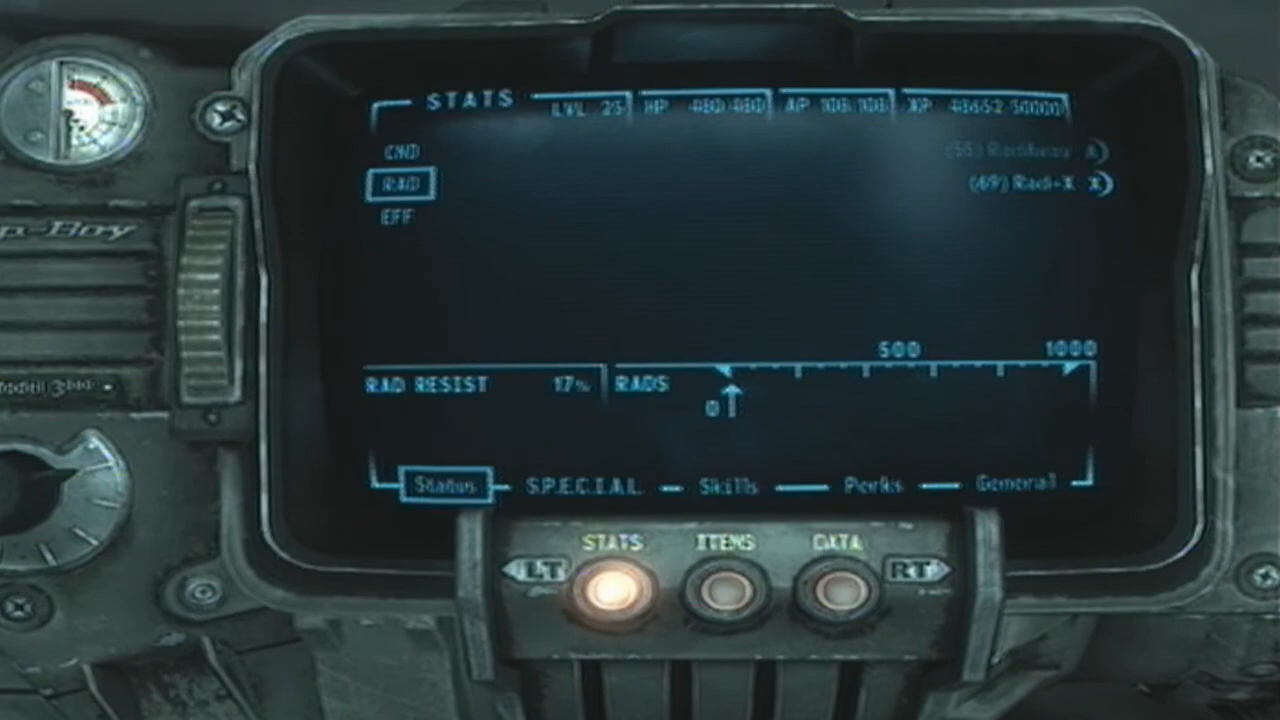 STATS LVL 25 HP 480/480 AP 106/106 XP 48652/50000
CND
(55) RadAway A)
RAD
(69) Rad-X X)
EFF
500 1000
RAD RESIST 17% RADS
0
Status S.P.E.C.I.A.L. Skills Perks General
STATS ITEMS DATA
LT RT
p-Boy